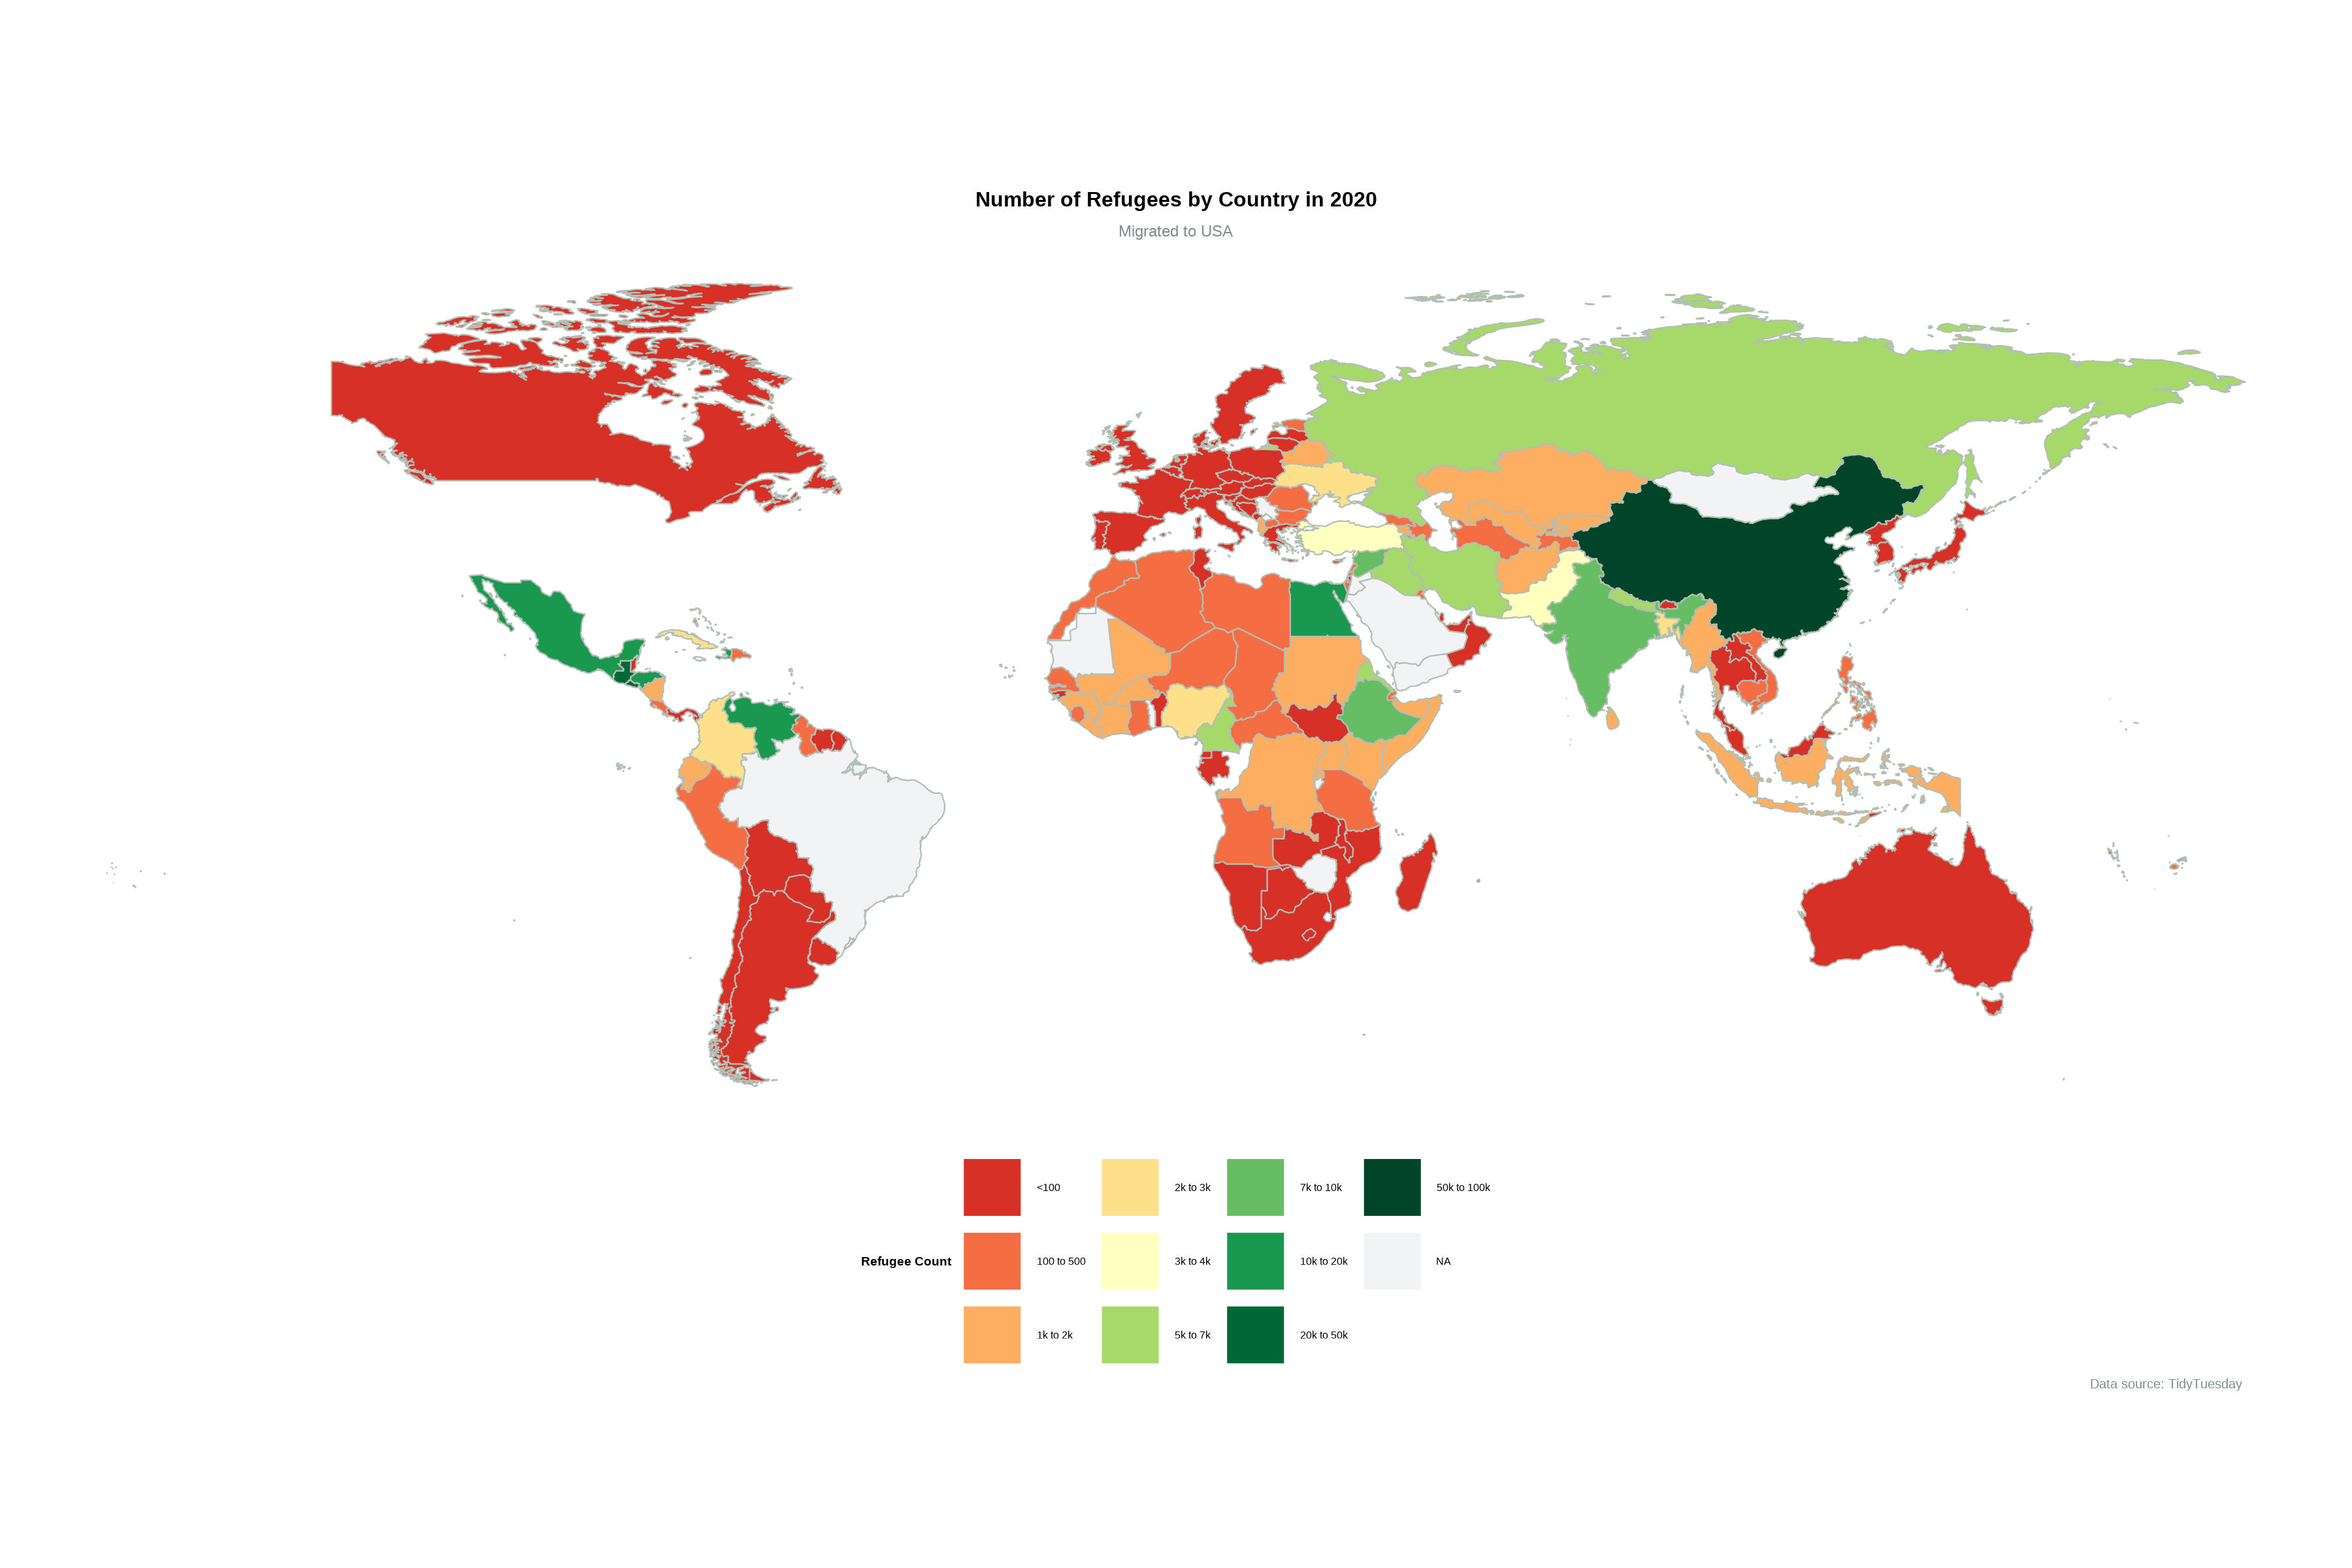 Number of Refugees by Country in 2020
Migrated to USA
Refugee Count
<100
100 to 500
1k to 2k
2k to 3k
3k to 4k
5k to 7k
7k to 10k
10k to 20k
20k to 50k
50k to 100k
NA
Data source: TidyTuesday